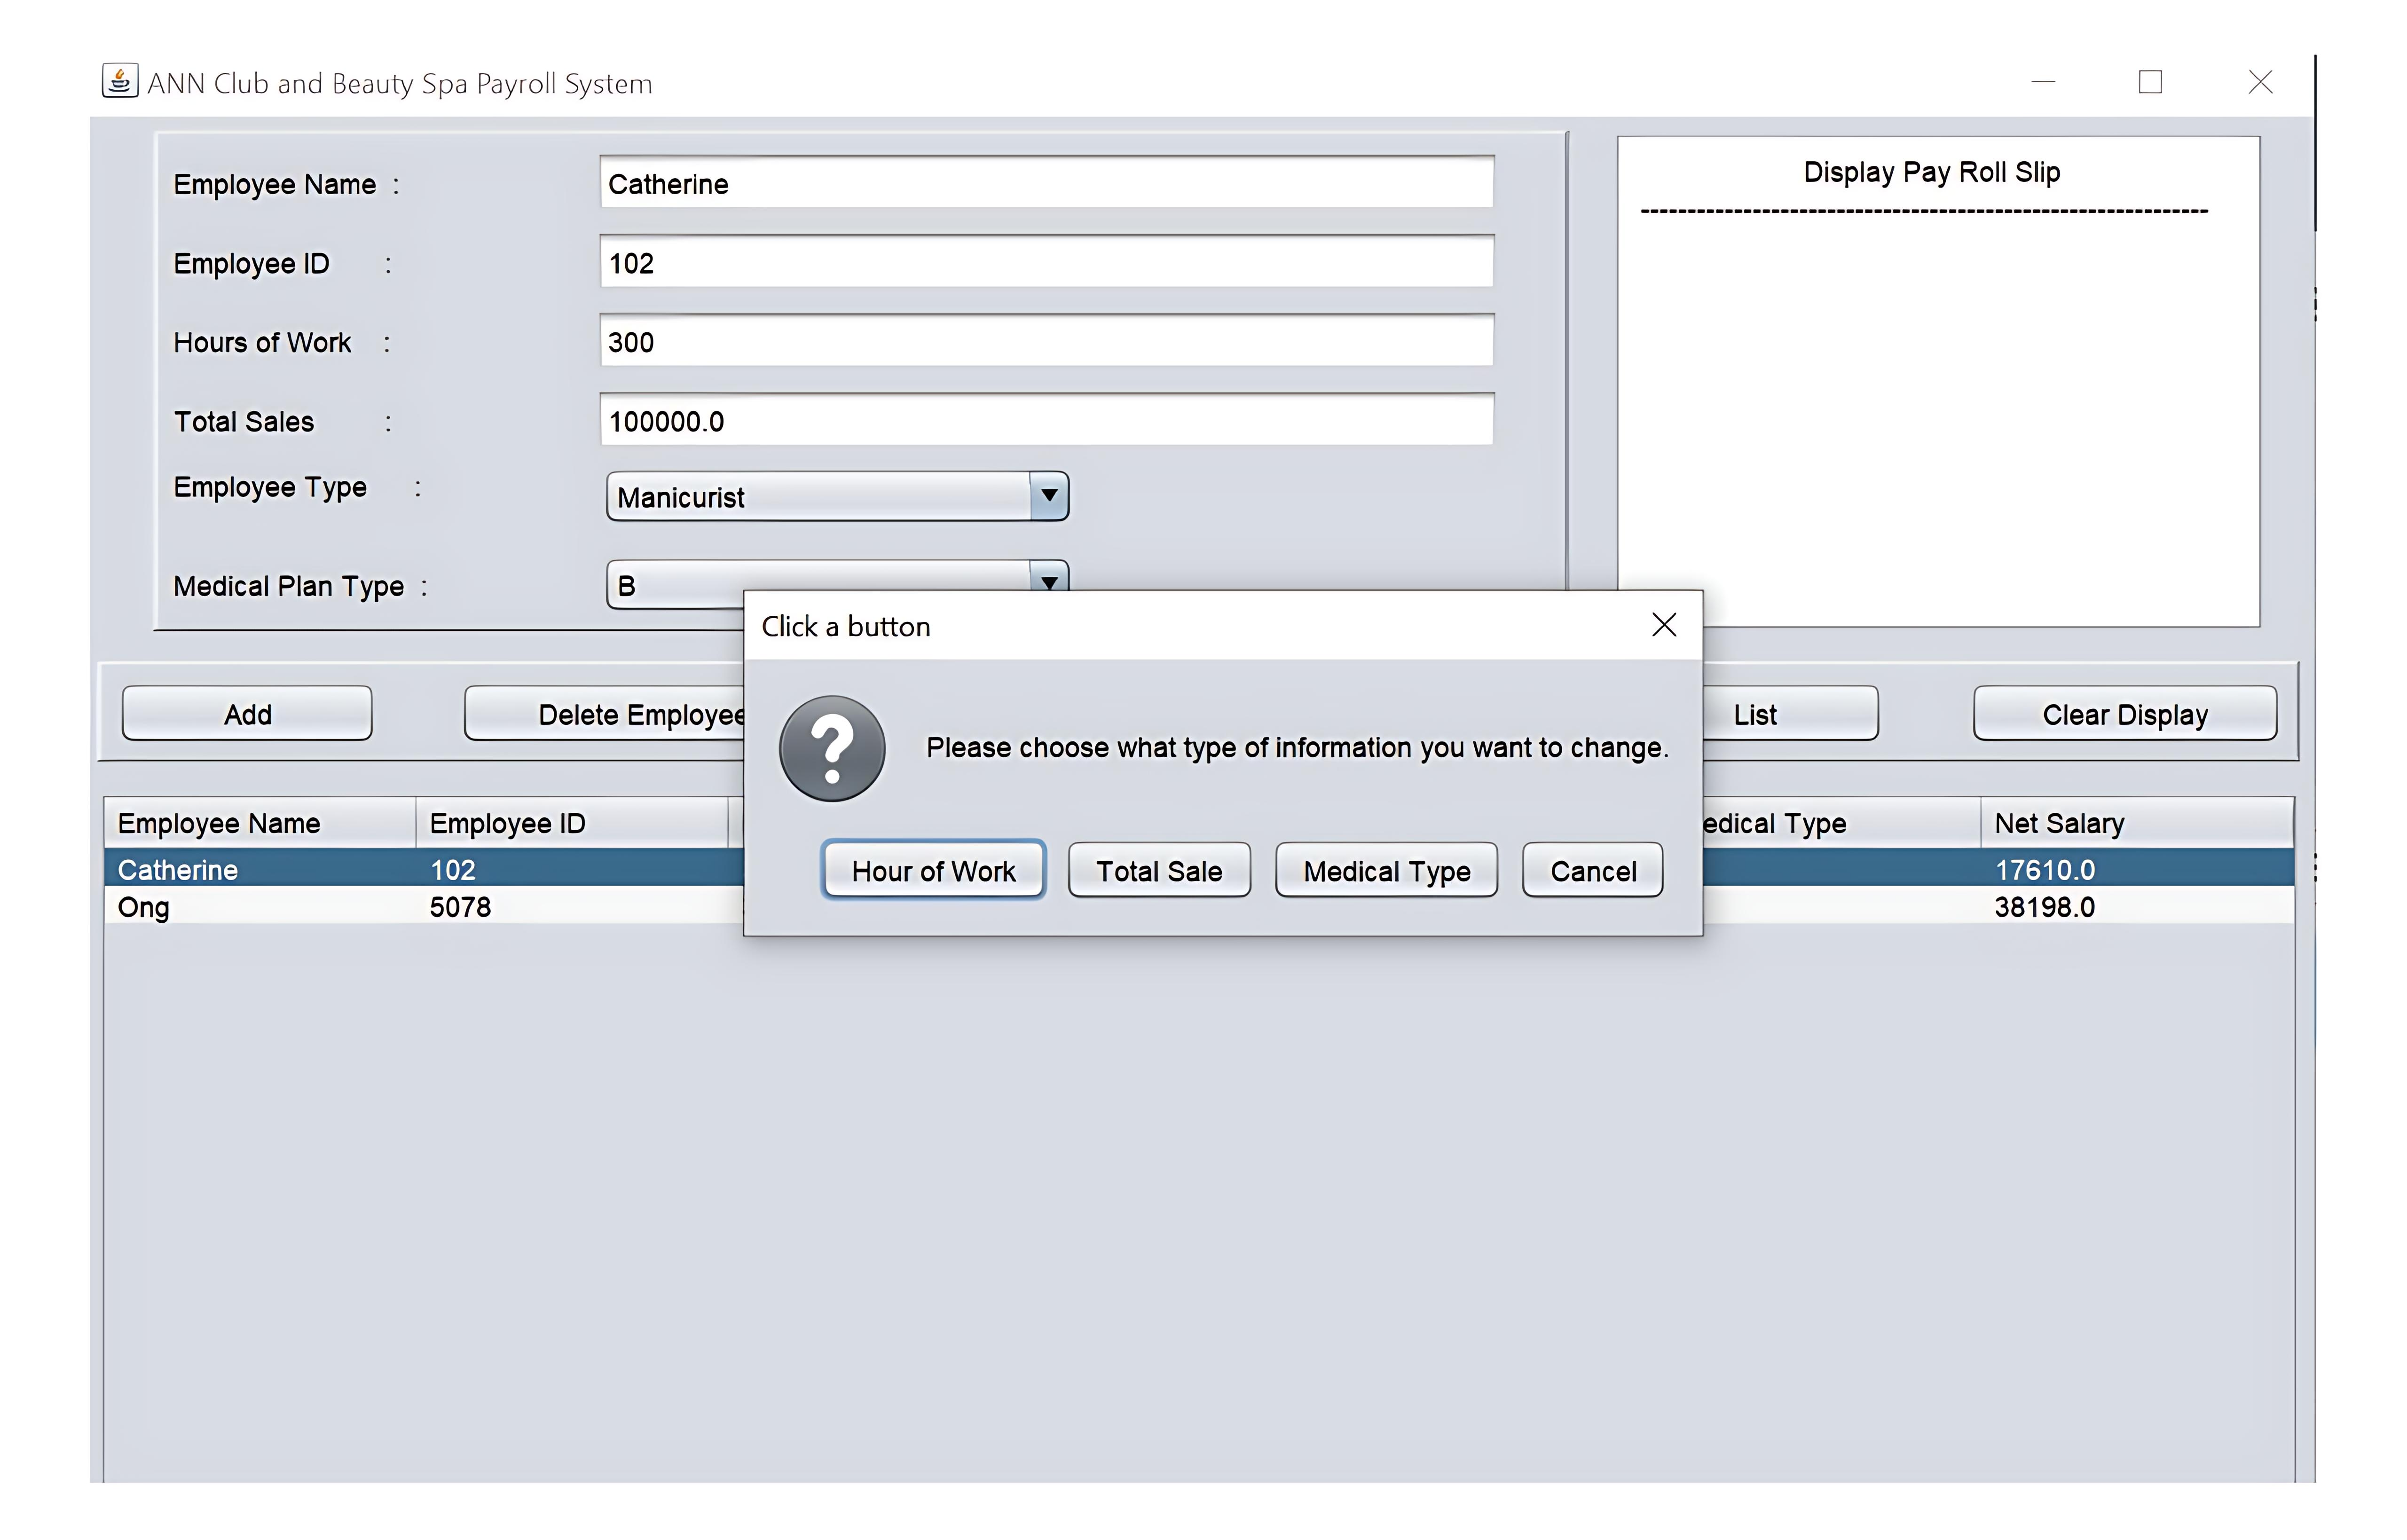 ANN Club and Beauty Spa Payroll System
Employee Name :
Catherine
Employee ID :
102
Hours of Work :
300
Total Sales :
100000.0
Employee Type :
Manicurist
Medical Plan Type :
B
Display Pay Roll Slip
--------------------------------------------------------------
Add
Delete Employee
List
Clear Display
Click a button
Please choose what type of information you want to change.
Hour of Work
Total Sale
Medical Type
Cancel
Employee Name Employee ID edical Type Net Salary
Catherine 102 17610.0
Ong 5078 38198.0